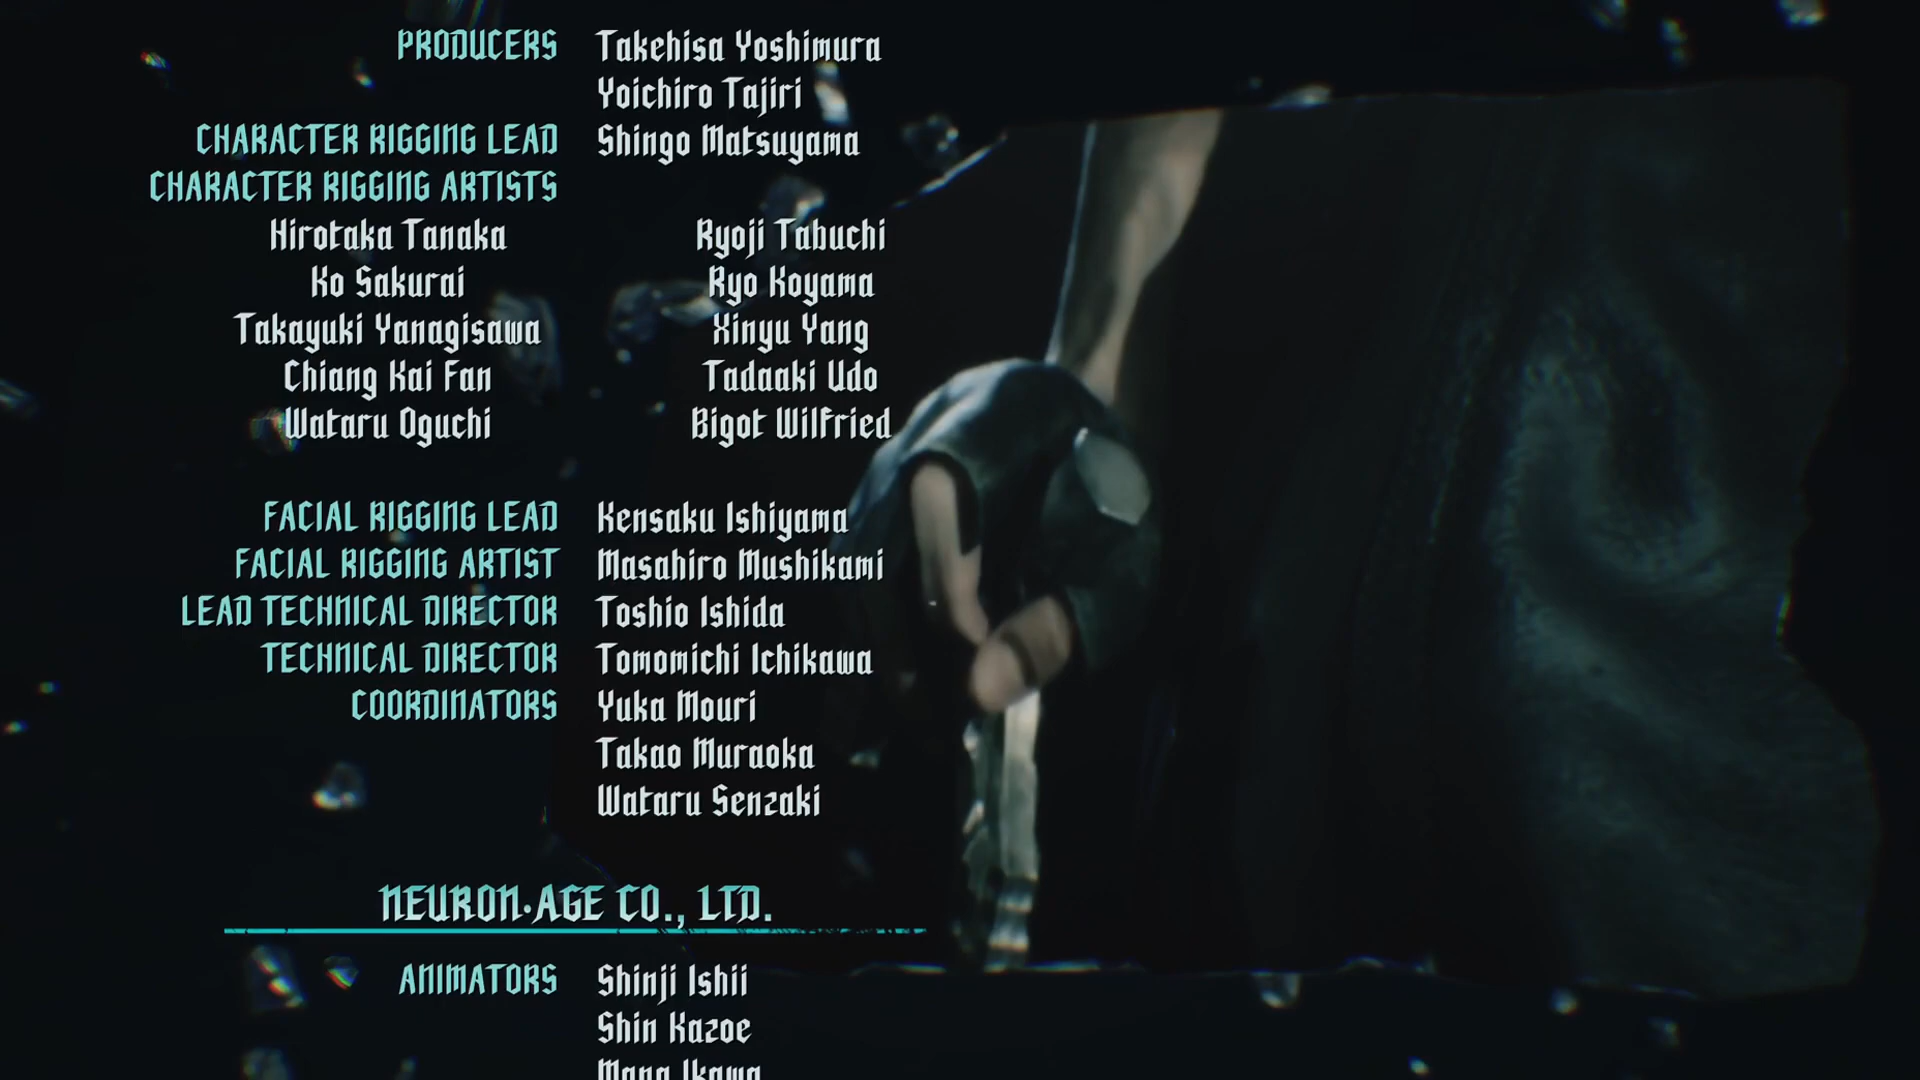 PRODUCERS Takehisa Yoshimura
Yoichiro Tajiri
CHARACTER RIGGING LEAD Shingo Matsuyama
CHARACTER RIGGING ARTISTS
Hirotaka Tanaka Ryoji Tabuchi
Ko Sakurai Ryo Koyama
Takayuki Yanagisawa Xinyu Yang
Chiang Kai Fan Tadaaki Udo
Wataru Oguchi Bigot Wilfried
FACIAL RIGGING LEAD Kensaku Ishiyama
FACIAL RIGGING ARTIST Masahiro Mushikami
LEAD TECHNICAL DIRECTOR Toshio Ishida
TECHNICAL DIRECTOR Tomomichi Ichikawa
COORDINATORS Yuka Mouri
Takao Muraoka
Wataru Senzaki
NEURON·AGE CO., LTD.
ANIMATORS Shinji Ishii
Shin Kazoe